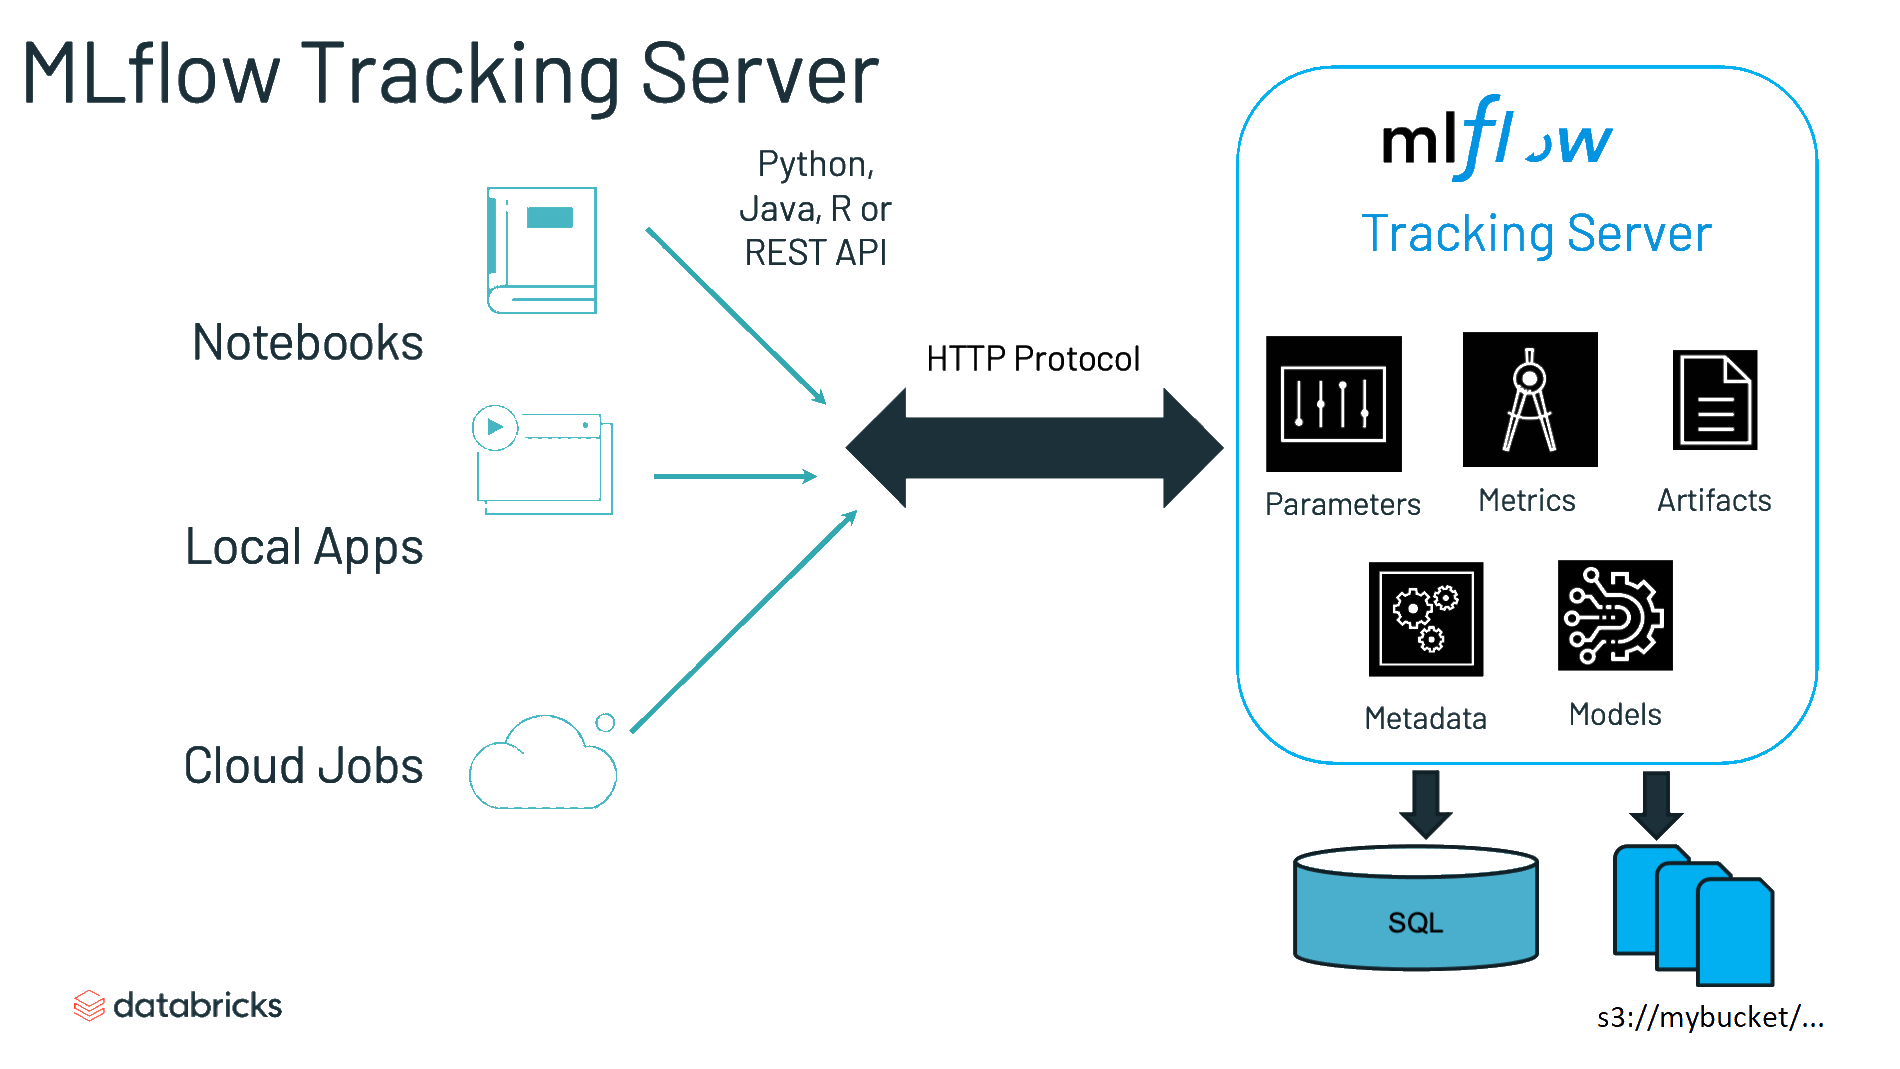 MLflow Tracking Server
Python,
Java, R or
REST API
Notebooks
Local Apps
Cloud Jobs
HTTP Protocol
mlflow
Tracking Server
Parameters
Metrics
Artifacts
Metadata
Models
SQL
s3://mybucket/...
databricks